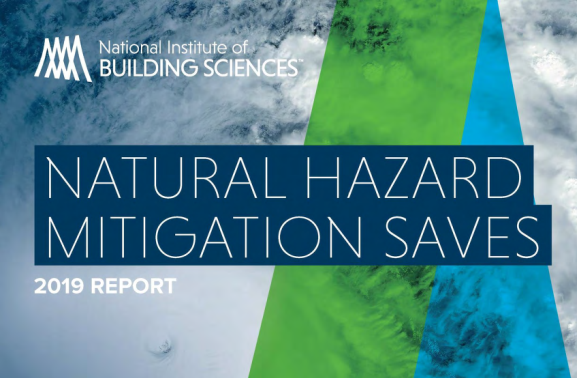 National Institute of
BUILDING SCIENCES™
NATURAL HAZARD
MITIGATION SAVES
2019 REPORT